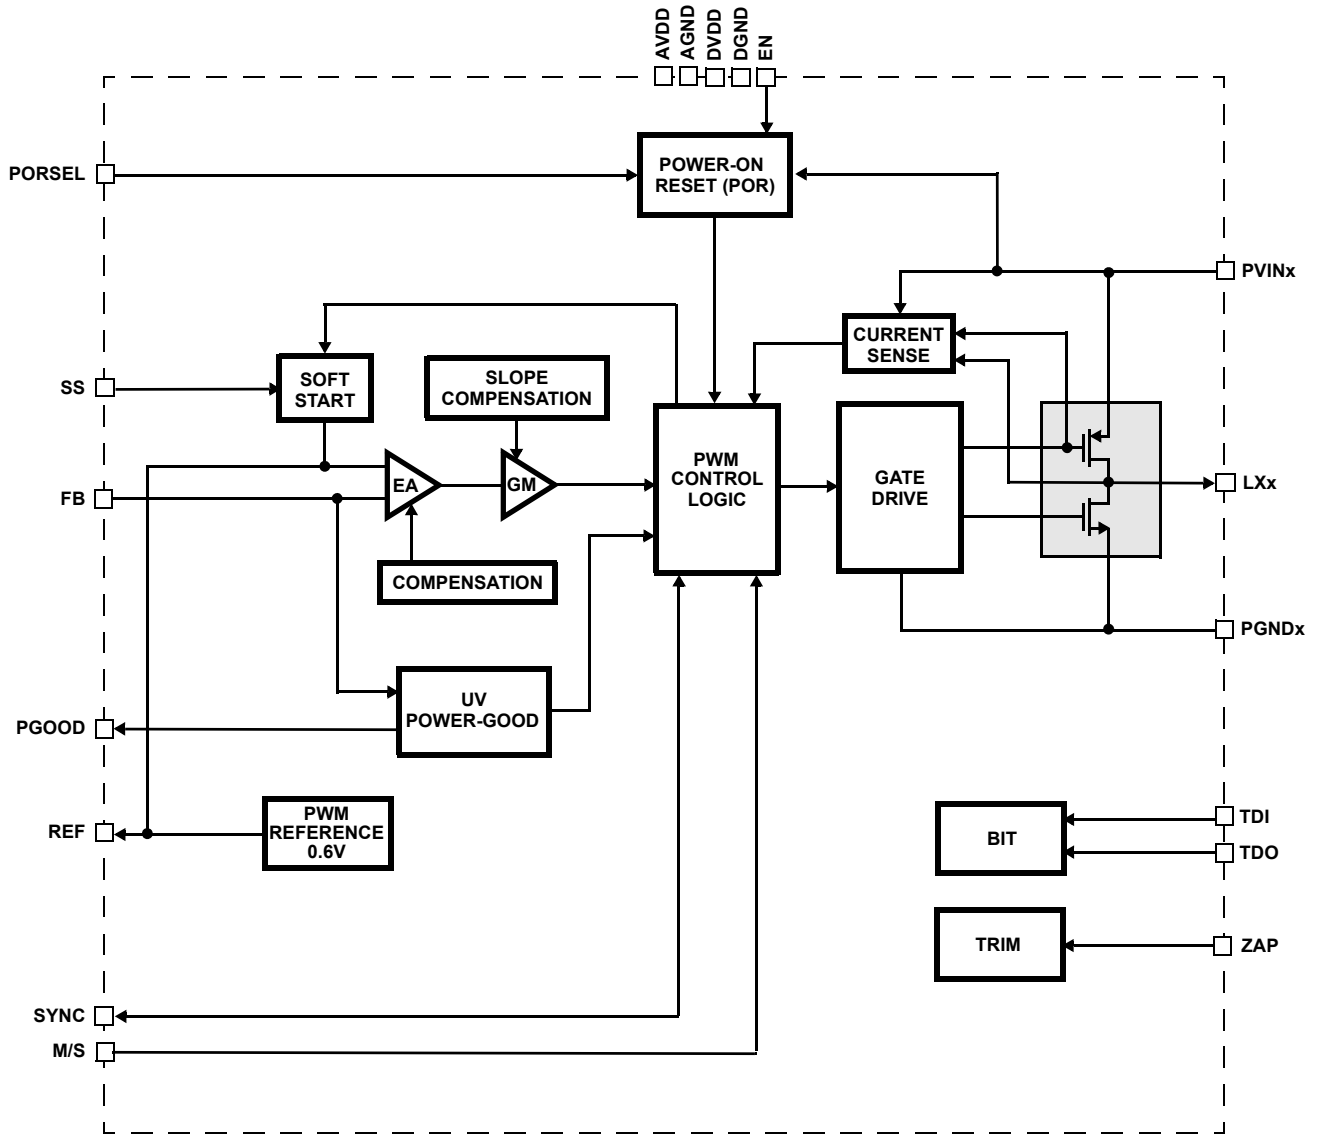 AVDD
AGND
DVDD
DGND
EN
PORSEL
POWER-ON
RESET (POR)
PVINx
CURRENT
SENSE
SS
SOFT
START
SLOPE
COMPENSATION
FB
EA
GM
PWM
CONTROL
LOGIC
GATE
DRIVE
LXx
COMPENSATION
PGNDx
UV
POWER-GOOD
PGOOD
REF
PWM
REFERENCE
0.6V
BIT
TDI
TDO
TRIM
ZAP
SYNC
M/S